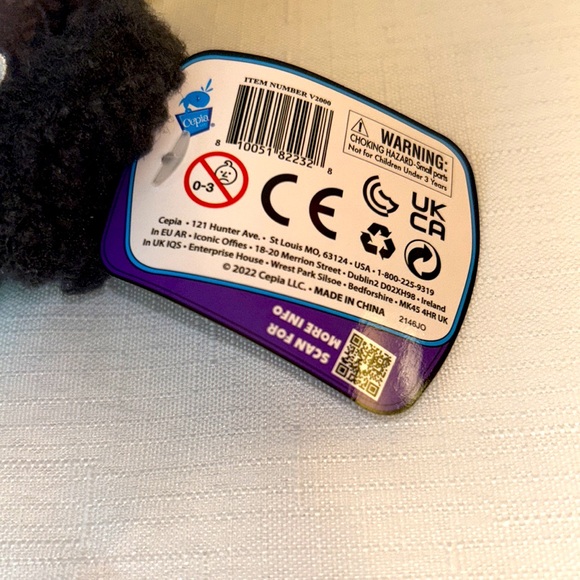 ITEM NUMBER V2000
Cepia
8 10051 82232 8
WARNING:
CHOKING HAZARD-Small parts
Not for Children Under 3 Years
0-3
CE
UK
CA
Cepia • 121 Hunter Ave. • St Louis MO, 63124 • USA • 1-800-225-9319
In EU AR • Iconic Offies • 18-20 Merrion Street • Dublin2 D02XH98 • Ireland
In UK IQS • Enterprise House • Wrest Park Silsoe • Bedforshire • MK45 4HR UK
© 2022 Cepia LLC. • MADE IN CHINA
2146JO
SCAN FOR
MORE INFO